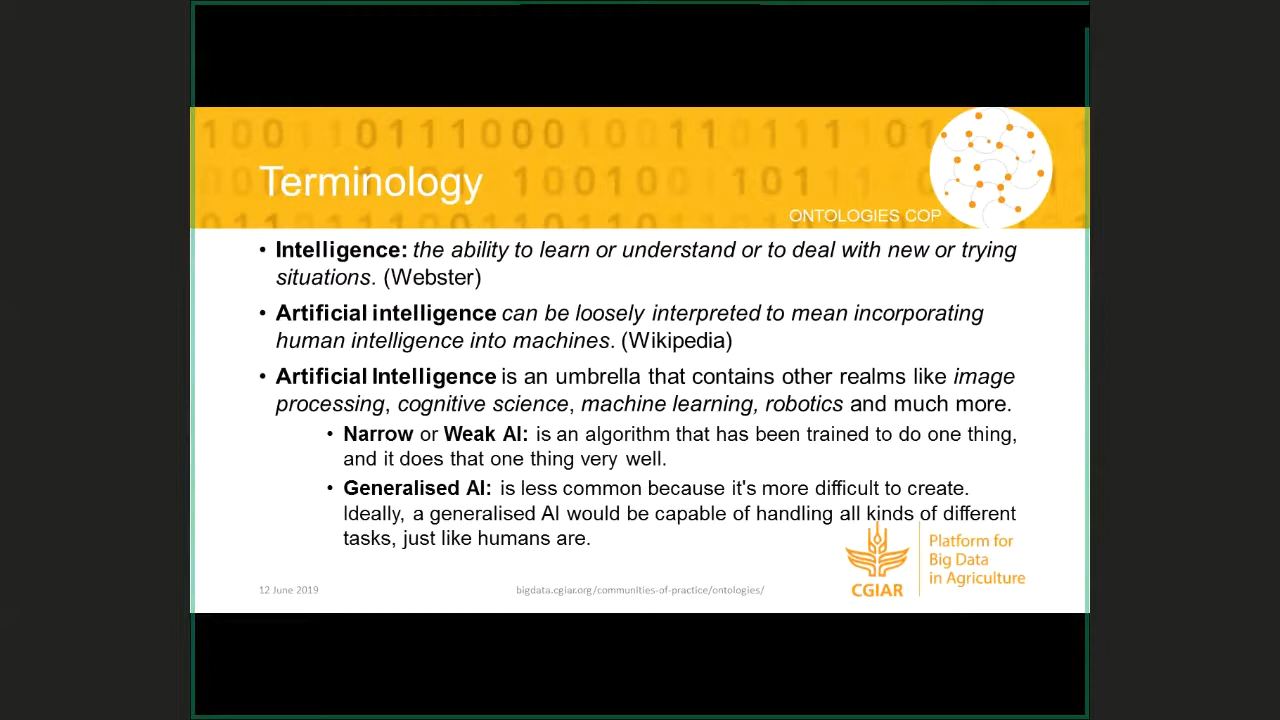 Terminology
ONTOLOGIES COP
• Intelligence: the ability to learn or understand or to deal with new or trying
situations. (Webster)
• Artificial intelligence can be loosely interpreted to mean incorporating
human intelligence into machines. (Wikipedia)
• Artificial Intelligence is an umbrella that contains other realms like image
processing, cognitive science, machine learning, robotics and much more.
• Narrow or Weak AI: is an algorithm that has been trained to do one thing,
and it does that one thing very well.
• Generalised AI: is less common because it's more difficult to create.
Ideally, a generalised AI would be capable of handling all kinds of different
tasks, just like humans are.
Platform for
Big Data
in Agriculture
CGIAR
12 June 2019
bigdata.cgiar.org/communities-of-practice/ontologies/